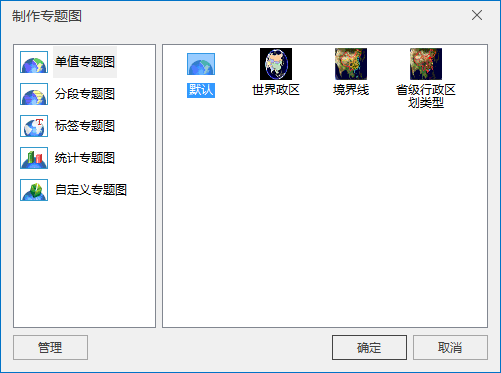 制作专题图
单值专题图
分段专题图
标签专题图
统计专题图
自定义专题图
默认
世界政区
境界线
省级行政区
划类型
管理
确定
取消